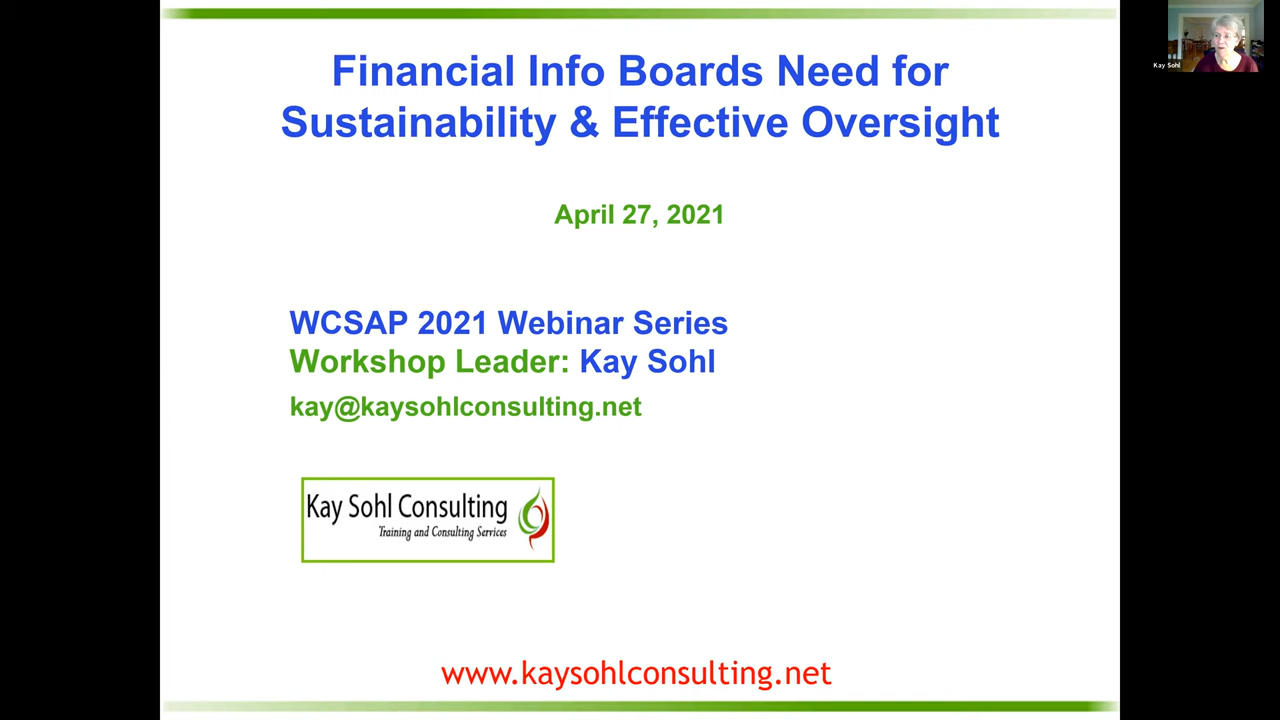 Financial Info Boards Need for
Sustainability & Effective Oversight
Kay Sohl
April 27, 2021
WCSAP 2021 Webinar Series
Workshop Leader: Kay Sohl
kay@kaysohlconsulting.net
Kay Sohl Consulting
Training and Consulting Services
www.kaysohlconsulting.net